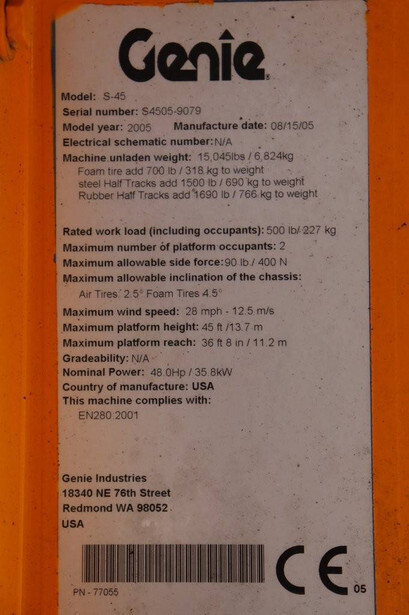 Genie
Model: S-45
Serial number: S4505-9079
Model year: 2005 Manufacture date: 08/15/05
Electrical schematic number:N/A
Machine unladen weight: 15,045lbs / 6,824kg
Foam tire add 700 lb / 318 kg to weight
steel Half Tracks add 1500 lb / 690 kg to weight
Rubber Half Tracks add 1690 lb / 766 kg to weight
Rated work load (including occupants): 500 lb/ 227 kg
Maximum number of platform occupants: 2
Maximum allowable side force:90 lb / 400 N
Maximum allowable inclination of the chassis:
Air Tires: 2.5° Foam Tires 4.5°
Maximum wind speed: 28 mph - 12.5 m/s
Maximum platform height: 45 ft /13.7 m
Maximum platform reach: 36 ft 8 in / 11.2 m
Gradeability: N/A
Nominal Power: 48.0Hp / 35.8kW
Country of manufacture: USA
This machine complies with:
EN280:2001
Genie Industries
18340 NE 76th Street
Redmond WA 98052
USA
PN - 77055
CE 05